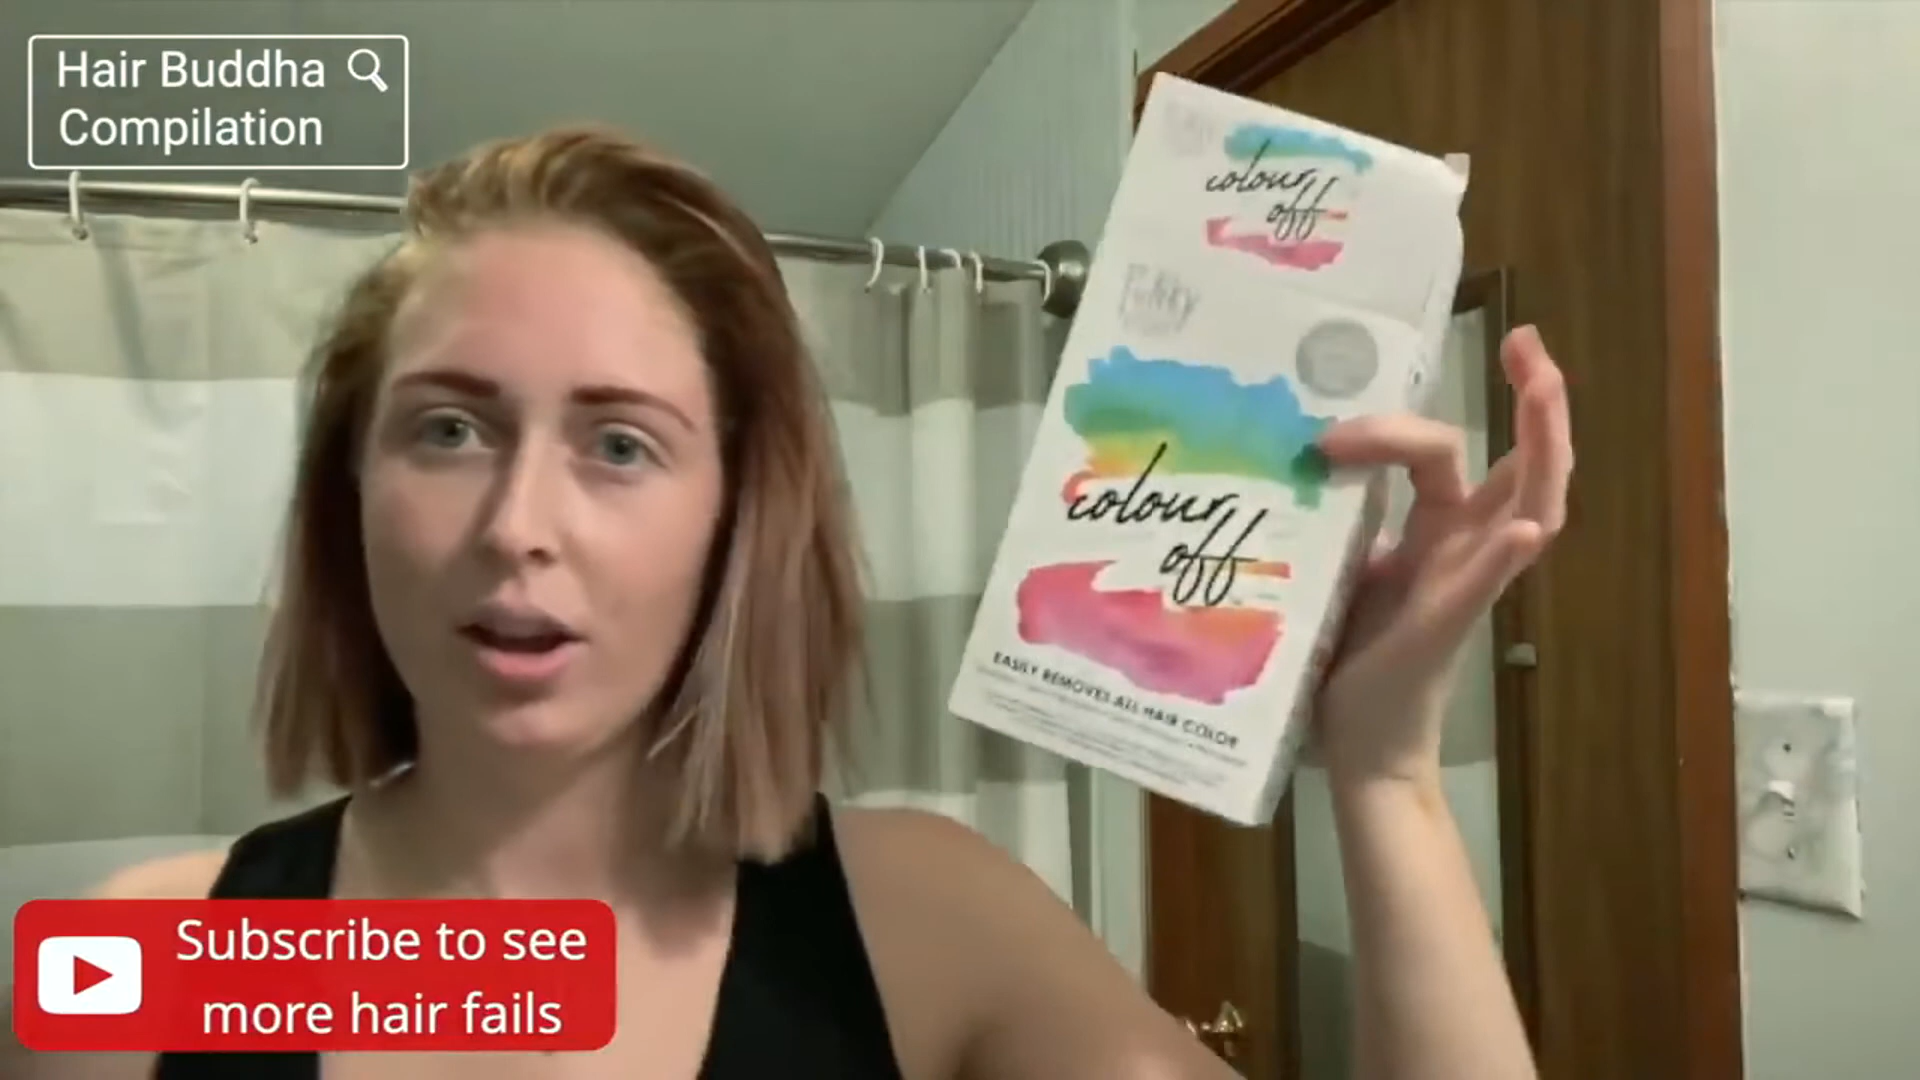 Hair Buddha
Compilation
colour
off
colour
off
EASILY REMOVES ALL HAIR COLOR
Subscribe to see
more hair fails